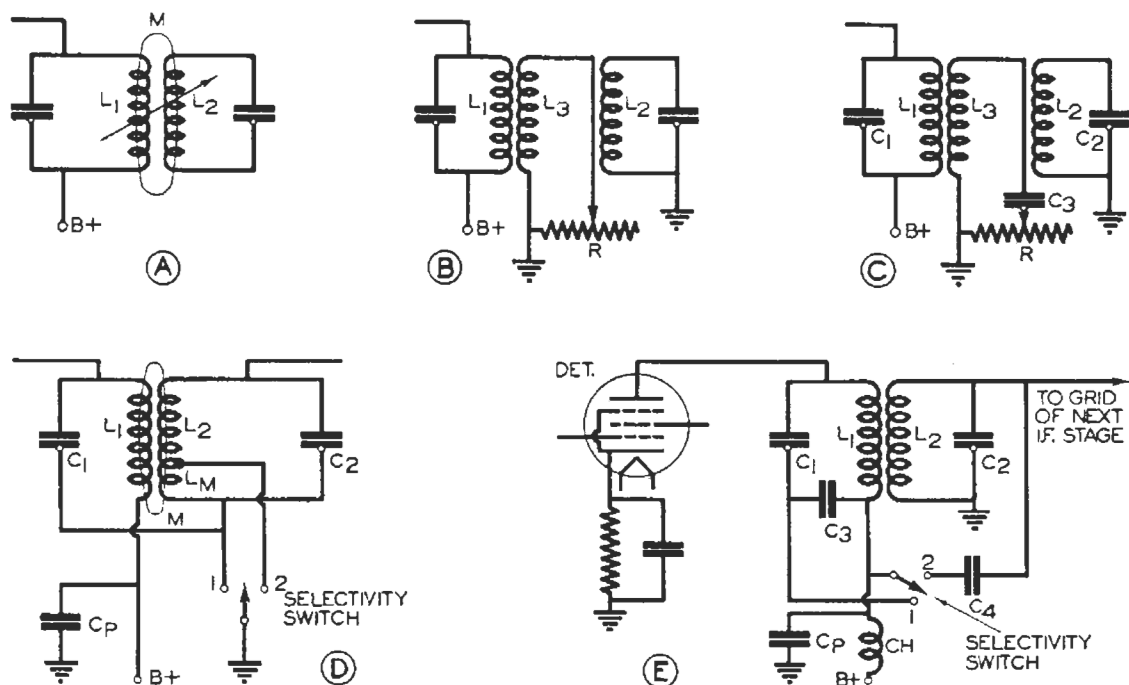 M
L1
L2
B+
A
L1
L3
L2
B+
R
B
C1
L1
L3
L2
C2
C3
B+
R
C
C1
L1
L2
LM
C2
M
1
2
SELECTIVITY
SWITCH
CP
B+
D
DET.
C1
L1
L2
C2
C3
TO GRID
OF NEXT
I.F. STAGE
2
C4
1
CP
CH
SELECTIVITY
SWITCH
B+
E